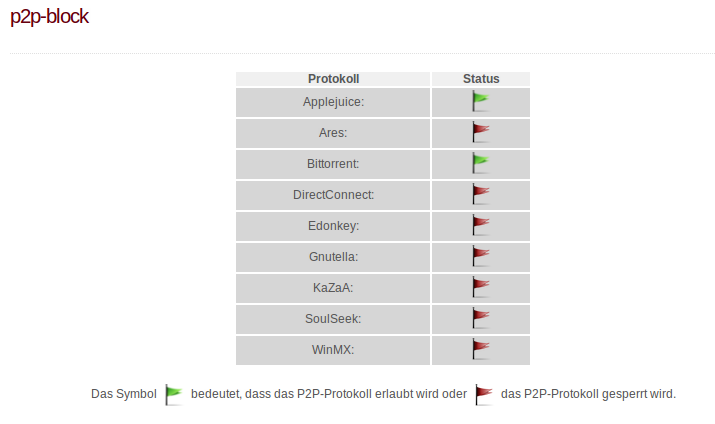 p2p-block
Protokoll Status
Applejuice:
Ares:
Bittorrent:
DirectConnect:
Edonkey:
Gnutella:
KaZaA:
SoulSeek:
WinMX:
Das Symbol bedeutet, dass das P2P-Protokoll erlaubt wird oder das P2P-Protokoll gesperrt wird.